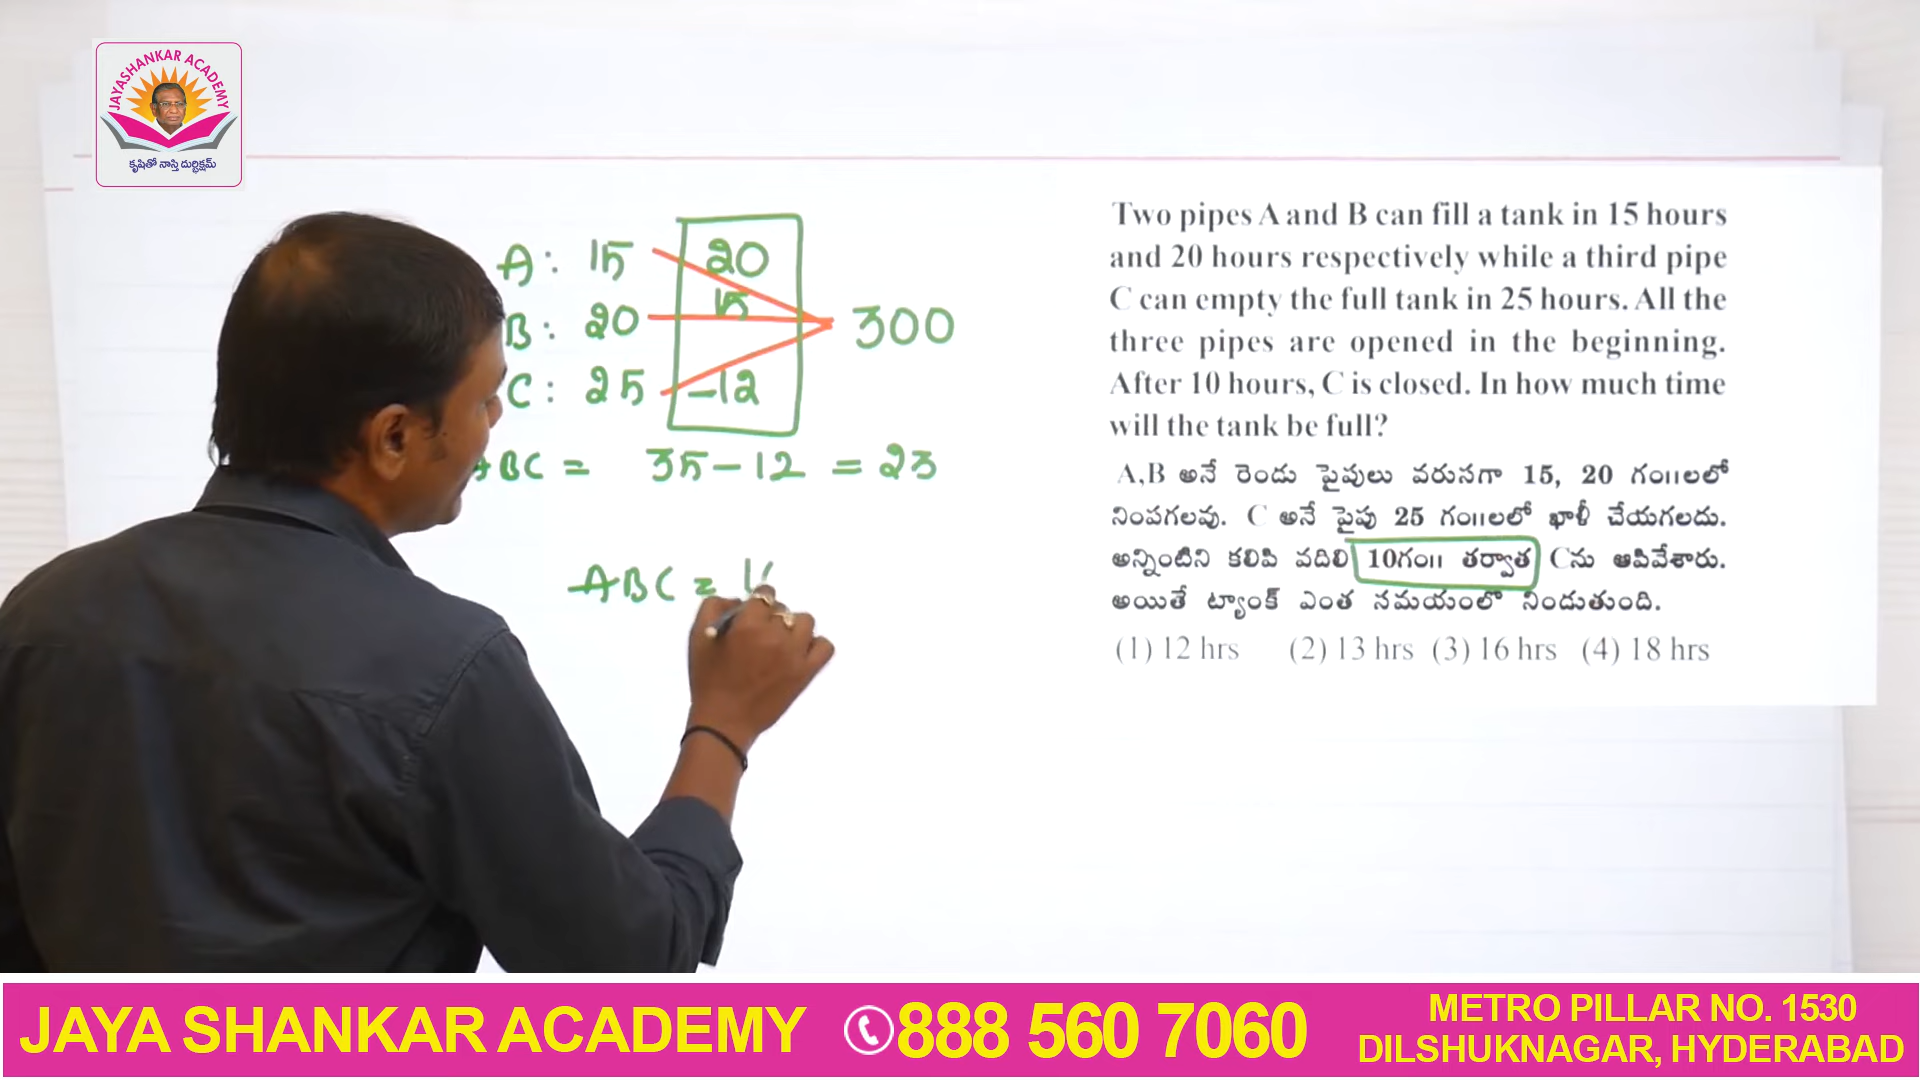 JAYASHANKAR ACADEMY
కృషితో నాస్తి దుర్భిక్షమ్
A: 15 20
B: 20 15 300
C: 25 -12
ABC = 35-12 = 23
ABC =
Two pipes A and B can fill a tank in 15 hours
and 20 hours respectively while a third pipe
C can empty the full tank in 25 hours. All the
three pipes are opened in the beginning.
After 10 hours, C is closed. In how much time
will the tank be full?
A,B అనే రెండు పైపులు వరుసగా 15, 20 గం॥లలో
నింపగలవు. C అనే పైపు 25 గం॥లలో ఖాళీ చేయగలదు.
అన్నింటిని కలిపి వదిలి 10గం॥ తర్వాత Cను ఆపివేశారు.
అయితే ట్యాంక్ ఎంత సమయంలో నిండుతుంది.
(1) 12 hrs (2) 13 hrs (3) 16 hrs (4) 18 hrs
JAYA SHANKAR ACADEMY
888 560 7060
METRO PILLAR NO. 1530
DILSHUKNAGAR, HYDERABAD